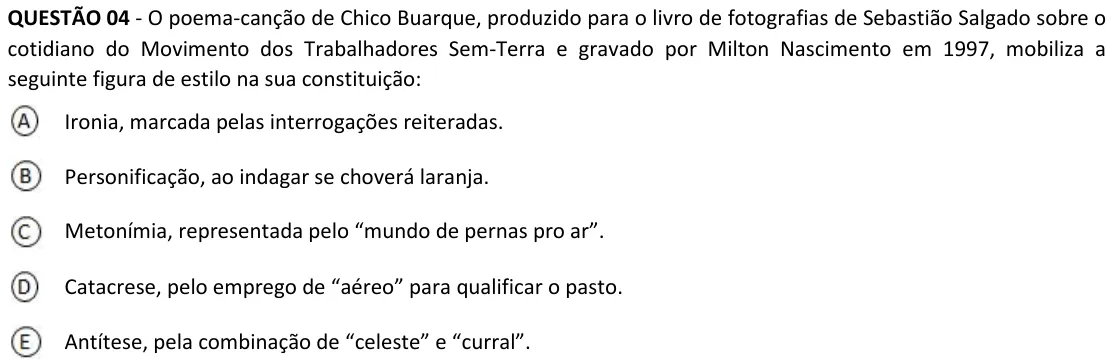 QUESTÃO 04 - O poema-canção de Chico Buarque, produzido para o livro de fotografias de Sebastião Salgado sobre o
cotidiano do Movimento dos Trabalhadores Sem-Terra e gravado por Milton Nascimento em 1997, mobiliza a
seguinte figura de estilo na sua constituição:
A Ironia, marcada pelas interrogações reiteradas.
B Personificação, ao indagar se choverá laranja.
C Metonímia, representada pelo “mundo de pernas pro ar”.
D Catacrese, pelo emprego de “aéreo” para qualificar o pasto.
E Antítese, pela combinação de “celeste” e “curral”.